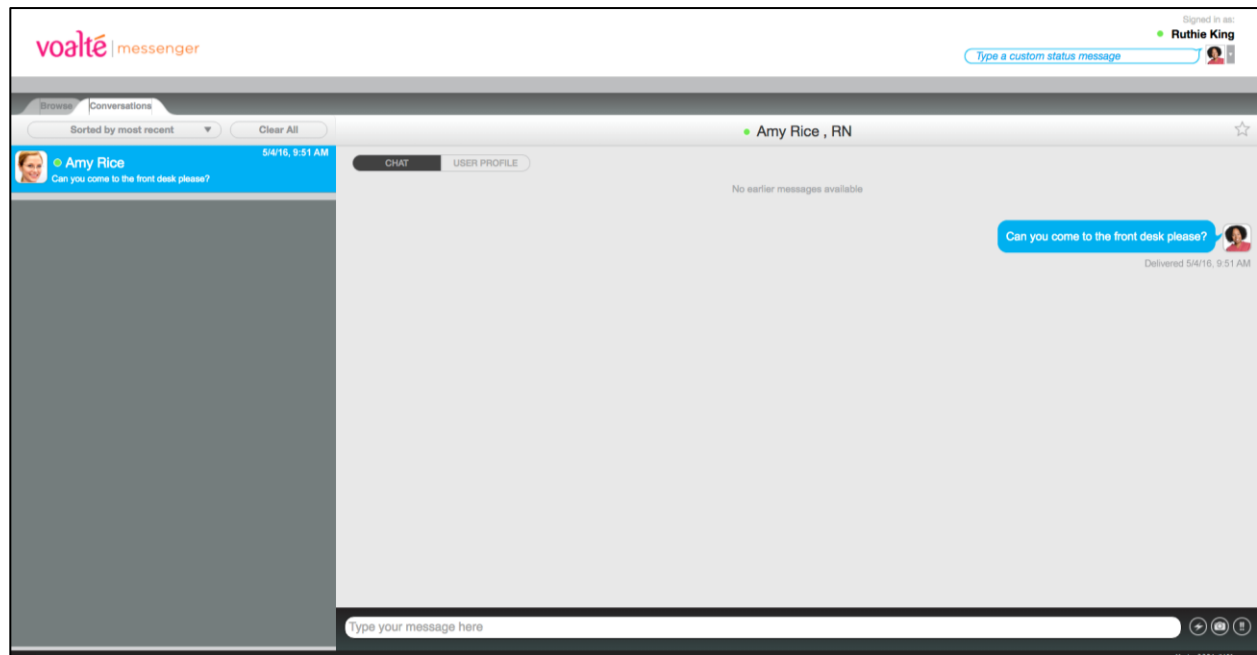 voalté messenger
Signed in as:
Ruthie King
Type a custom status message
Browse Conversations
Sorted by most recent Clear All
Amy Rice , RN
Amy Rice 5/4/16, 9:51 AM
Can you come to the front desk please?
CHAT USER PROFILE
No earlier messages available
Can you come to the front desk please?
Delivered 5/4/16, 9:51 AM
Type your message here